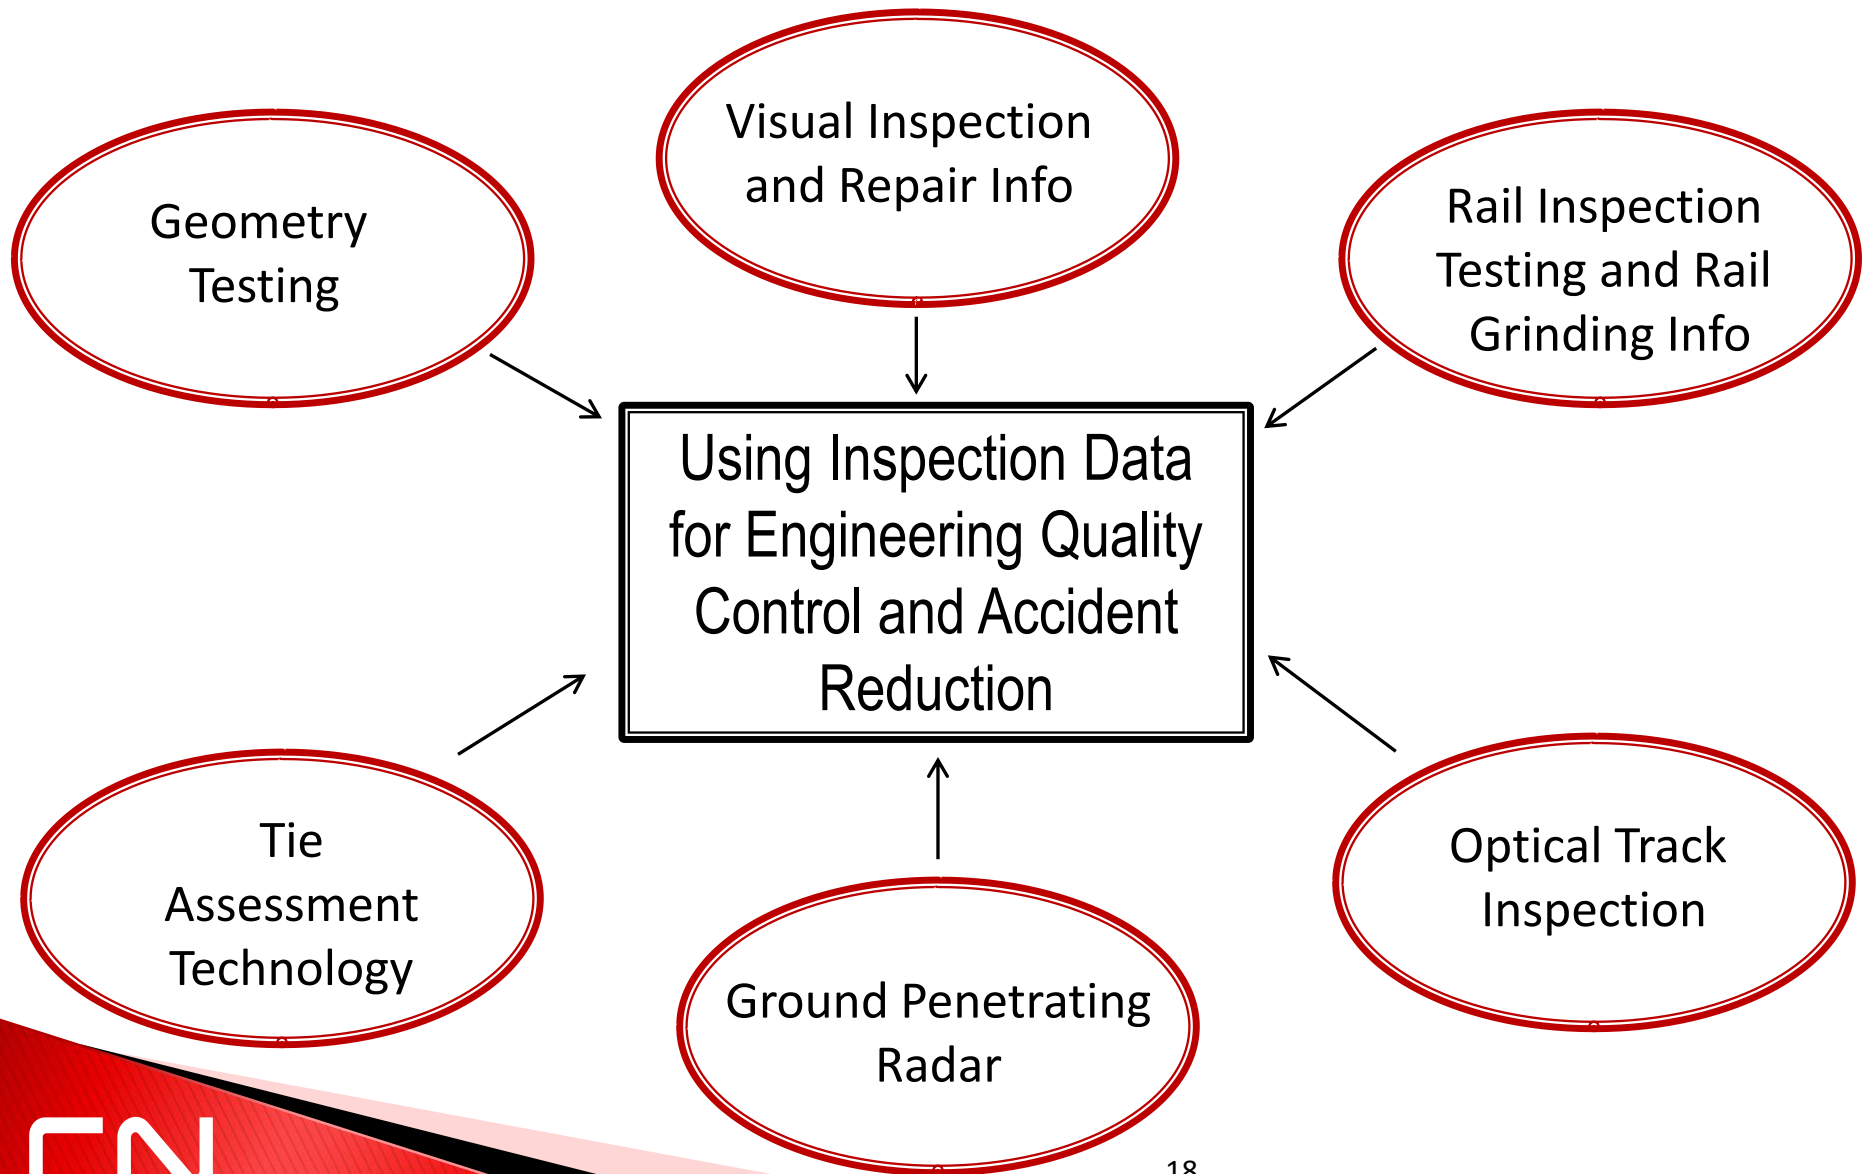 Visual Inspection
and Repair Info
Geometry
Testing
Rail Inspection
Testing and Rail
Grinding Info
Using Inspection Data
for Engineering Quality
Control and Accident
Reduction
Tie
Assessment
Technology
Optical Track
Inspection
Ground Penetrating
Radar
CN
18